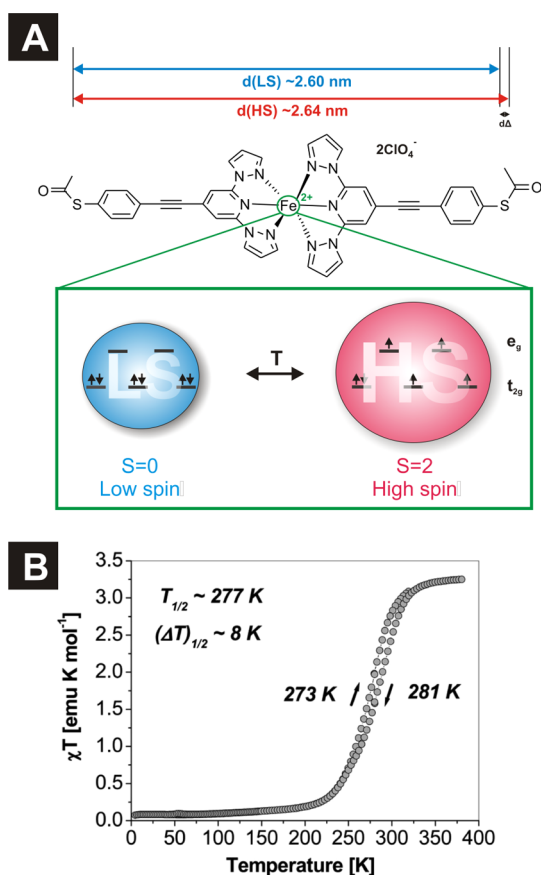 A
d(LS) ~2.60 nm
d(HS) ~2.64 nm
dΔ
2ClO₄⁻
O
S
N
N
N
N
N
Fe
2+
N
N
N
N
N
S
O
LS
T
HS
e_g
t_2g
S=0
Low spin
S=2
High spin
B
T_1/2 ~ 277 K
(ΔT)_1/2 ~ 8 K
273 K
281 K
χT [emu K mol⁻¹]
3.5
3.0
2.5
2.0
1.5
1.0
0.5
0.0
0 50 100 150 200 250 300 350 400
Temperature [K]